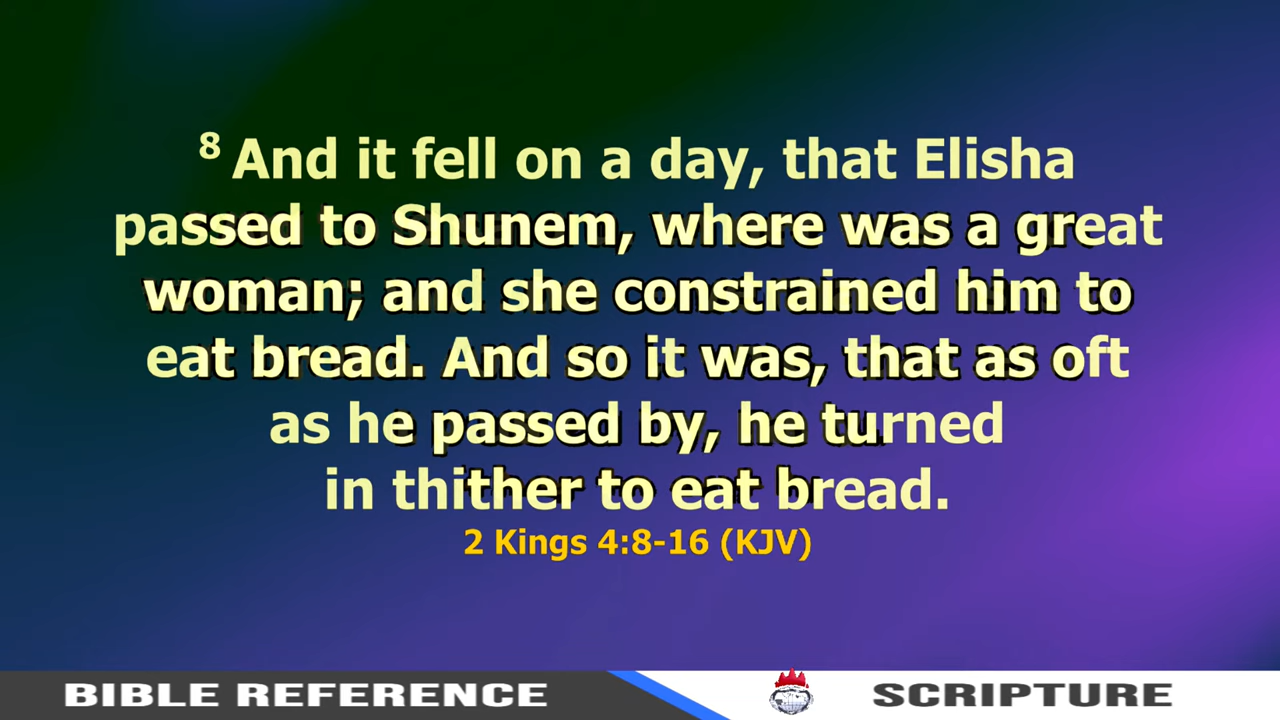 8 And it fell on a day, that Elisha
passed to Shunem, where was a great
woman; and she constrained him to
eat bread. And so it was, that as oft
as he passed by, he turned
in thither to eat bread.
2 Kings 4:8-16 (KJV)
BIBLE REFERENCE
SCRIPTURE